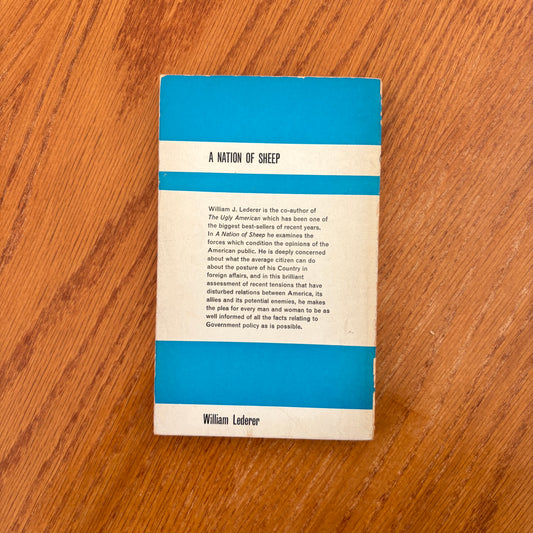 A NATION OF SHEEP
William J. Lederer is the co-author of
The Ugly American which has been one of
the biggest best-sellers of recent years.
In A Nation of Sheep he examines the
forces which condition the opinions of the
American public. He is deeply concerned
about what the average citizen can do
about the posture of his Country in
foreign affairs, and in this brilliant
assessment of recent tensions that have
disturbed relations between America, its
allies and its potential enemies, he makes
the plea for every man and woman to be as
well informed of all the facts relating to
Government policy as is possible.
William Lederer